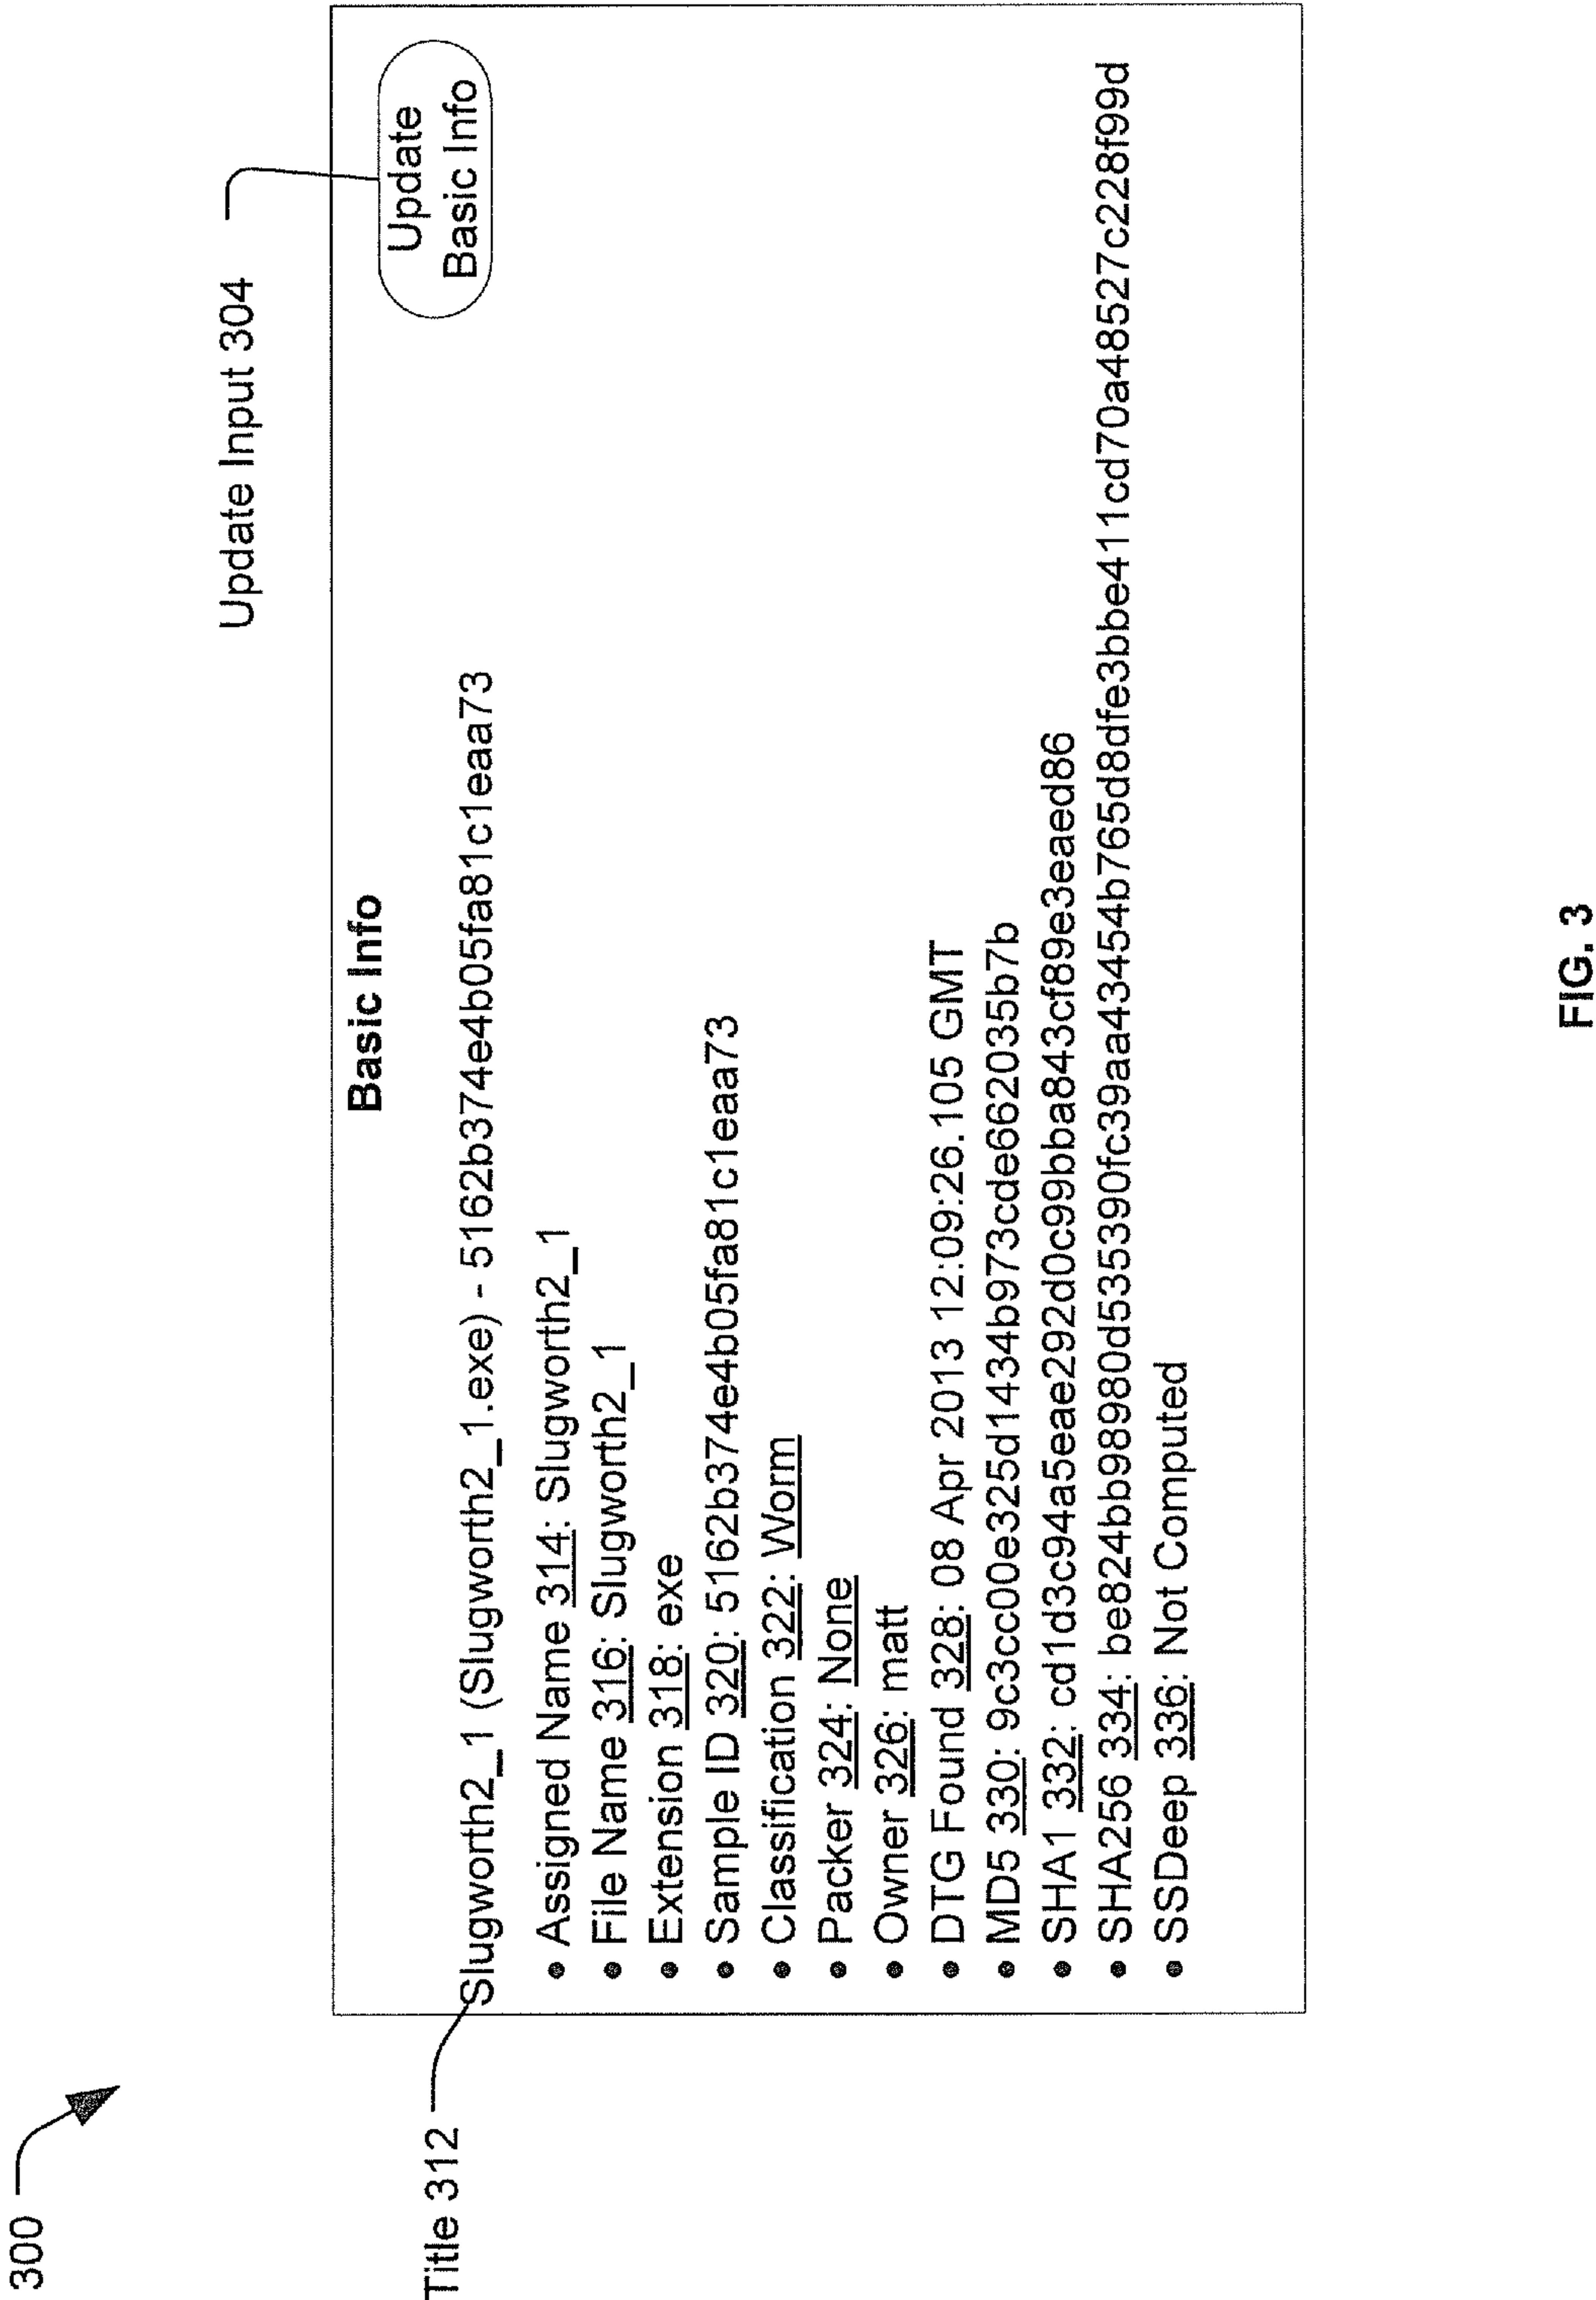 300
Update Input 304
Basic Info
Update
Basic Info
Title 312
Slugworth2_1 (Slugworth2_1.exe) - 5162b374e4b05fa81c1eaa73
• Assigned Name 314: Slugworth2_1
• File Name 316: Slugworth2_1
• Extension 318: exe
• Sample ID 320: 5162b374e4b05fa81c1eaa73
• Classification 322: Worm
• Packer 324: None
• Owner 326: matt
• DTG Found 328: 08 Apr 2013 12:09:26.105 GMT
• MD5 330: 9c3cc00e325d1434b973cde662035b7b
• SHA1 332: cd1d3c94a5eae292d0c99bba843cf89e3eaed86
• SHA256 334: be824bb98980d535390fc39aa43454b765d8dfe3bbe411cd70a48527c228f99d
• SSDeep 336: Not Computed
FIG. 3